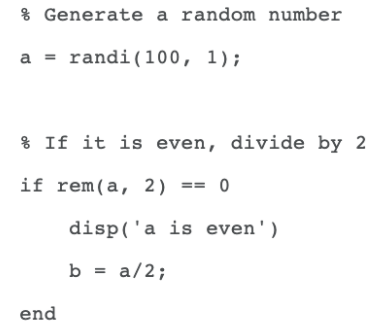 % Generate a random number
a = randi(100, 1);
% If it is even, divide by 2
if rem(a, 2) == 0
disp('a is even')
b = a/2;
end